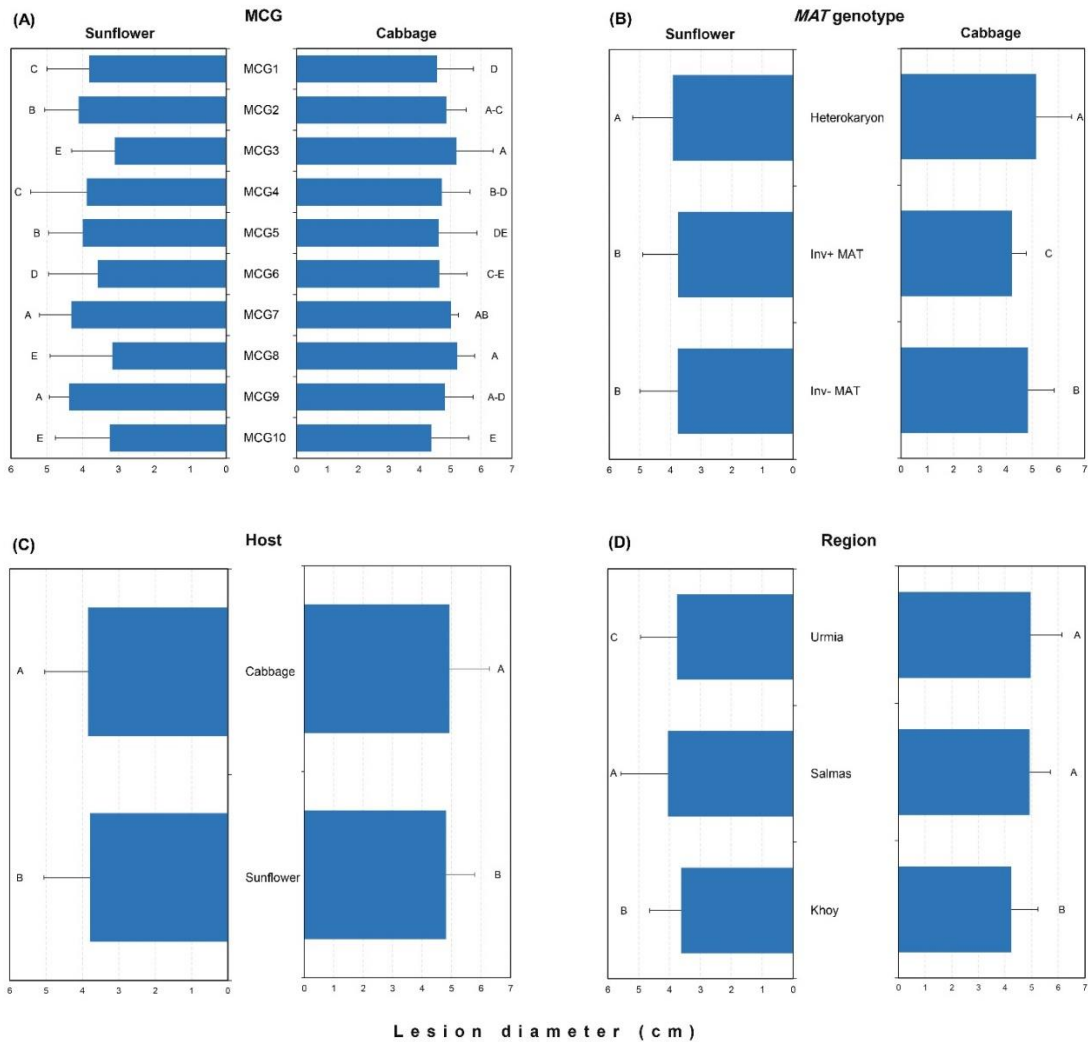 (A) MCG
Sunflower Cabbage
C MCG1 D
B MCG2 A-C
E MCG3 A
C MCG4 B-D
B MCG5 DE
D MCG6 C-E
A MCG7 AB
E MCG8 A
A MCG9 A-D
E MCG10 E
6 5 4 3 2 1 0 0 1 2 3 4 5 6 7
(B) MAT genotype
Sunflower Cabbage
A Heterokaryon A
B Inv+ MAT C
B Inv- MAT B
6 5 4 3 2 1 0 0 1 2 3 4 5 6 7
(C) Host
A Cabbage A
B Sunflower B
6 5 4 3 2 1 0 0 1 2 3 4 5 6 7
(D) Region
C Urmia A
A Salmas A
B Khoy B
6 5 4 3 2 1 0 0 1 2 3 4 5 6 7
Lesion diameter (cm)